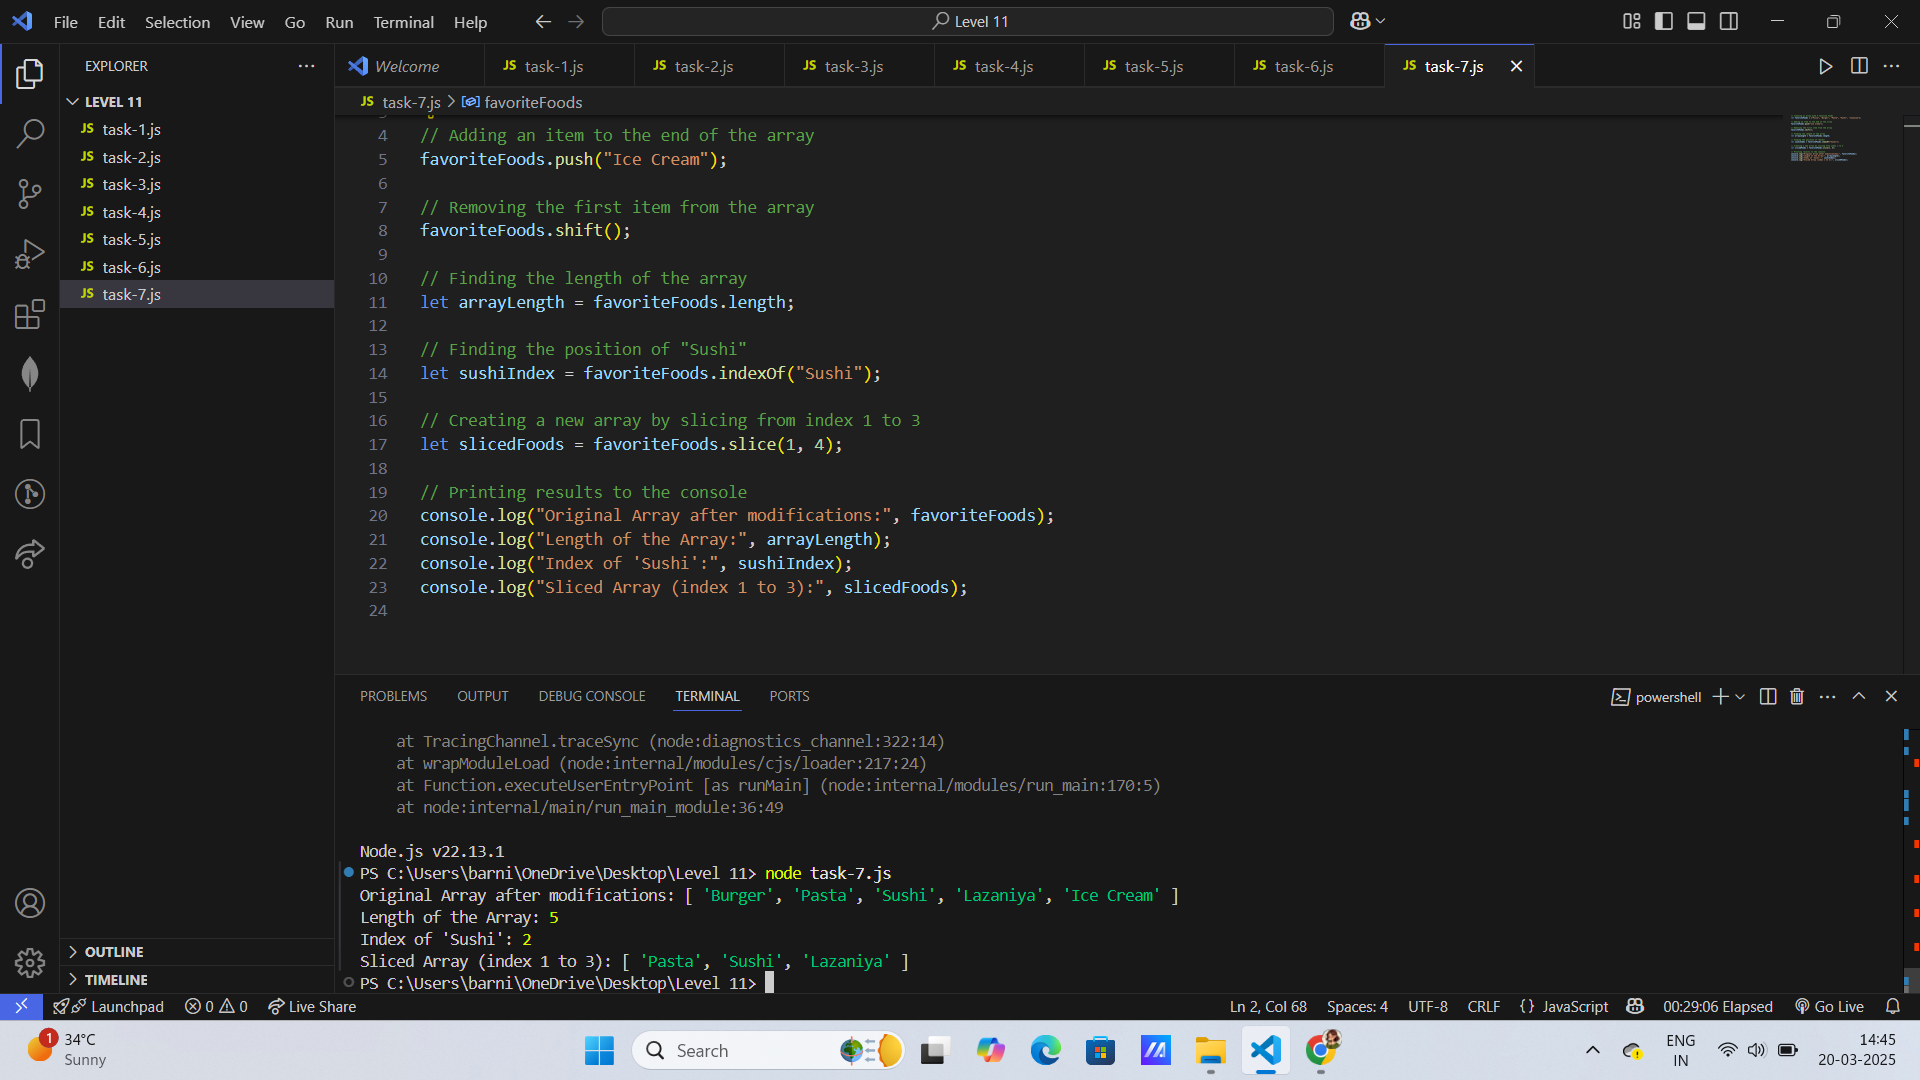 File Edit Selection View Go Run Terminal Help
Level 11
EXPLORER
LEVEL 11
JS task-1.js
JS task-2.js
JS task-3.js
JS task-4.js
JS task-5.js
JS task-6.js
JS task-7.js
OUTLINE
TIMELINE
Welcome JS task-1.js JS task-2.js JS task-3.js JS task-4.js JS task-5.js JS task-6.js JS task-7.js
JS task-7.js > favoriteFoods
4 // Adding an item to the end of the array
5 favoriteFoods.push("Ice Cream");
6
7 // Removing the first item from the array
8 favoriteFoods.shift();
9
10 // Finding the length of the array
11 let arrayLength = favoriteFoods.length;
12
13 // Finding the position of "Sushi"
14 let sushiIndex = favoriteFoods.indexOf("Sushi");
15
16 // Creating a new array by slicing from index 1 to 3
17 let slicedFoods = favoriteFoods.slice(1, 4);
18
19 // Printing results to the console
20 console.log("Original Array after modifications:", favoriteFoods);
21 console.log("Length of the Array:", arrayLength);
22 console.log("Index of 'Sushi':", sushiIndex);
23 console.log("Sliced Array (index 1 to 3):", slicedFoods);
24
PROBLEMS OUTPUT DEBUG CONSOLE TERMINAL PORTS
powershell
at TracingChannel.traceSync (node:diagnostics_channel:322:14)
at wrapModuleLoad (node:internal/modules/cjs/loader:217:24)
at Function.executeUserEntryPoint [as runMain] (node:internal/modules/run_main:170:5)
at node:internal/main/run_main_module:36:49
Node.js v22.13.1
PS C:\Users\barni\OneDrive\Desktop\Level 11> node task-7.js
Original Array after modifications: [ 'Burger', 'Pasta', 'Sushi', 'Lazaniya', 'Ice Cream' ]
Length of the Array: 5
Index of 'Sushi': 2
Sliced Array (index 1 to 3): [ 'Pasta', 'Sushi', 'Lazaniya' ]
PS C:\Users\barni\OneDrive\Desktop\Level 11>
Launchpad 0 0 Live Share
Ln 2, Col 68 Spaces: 4 UTF-8 CRLF {} JavaScript 00:29:06 Elapsed Go Live
1 34°C
Sunny
Search
ENG
IN
14:45
20-03-2025